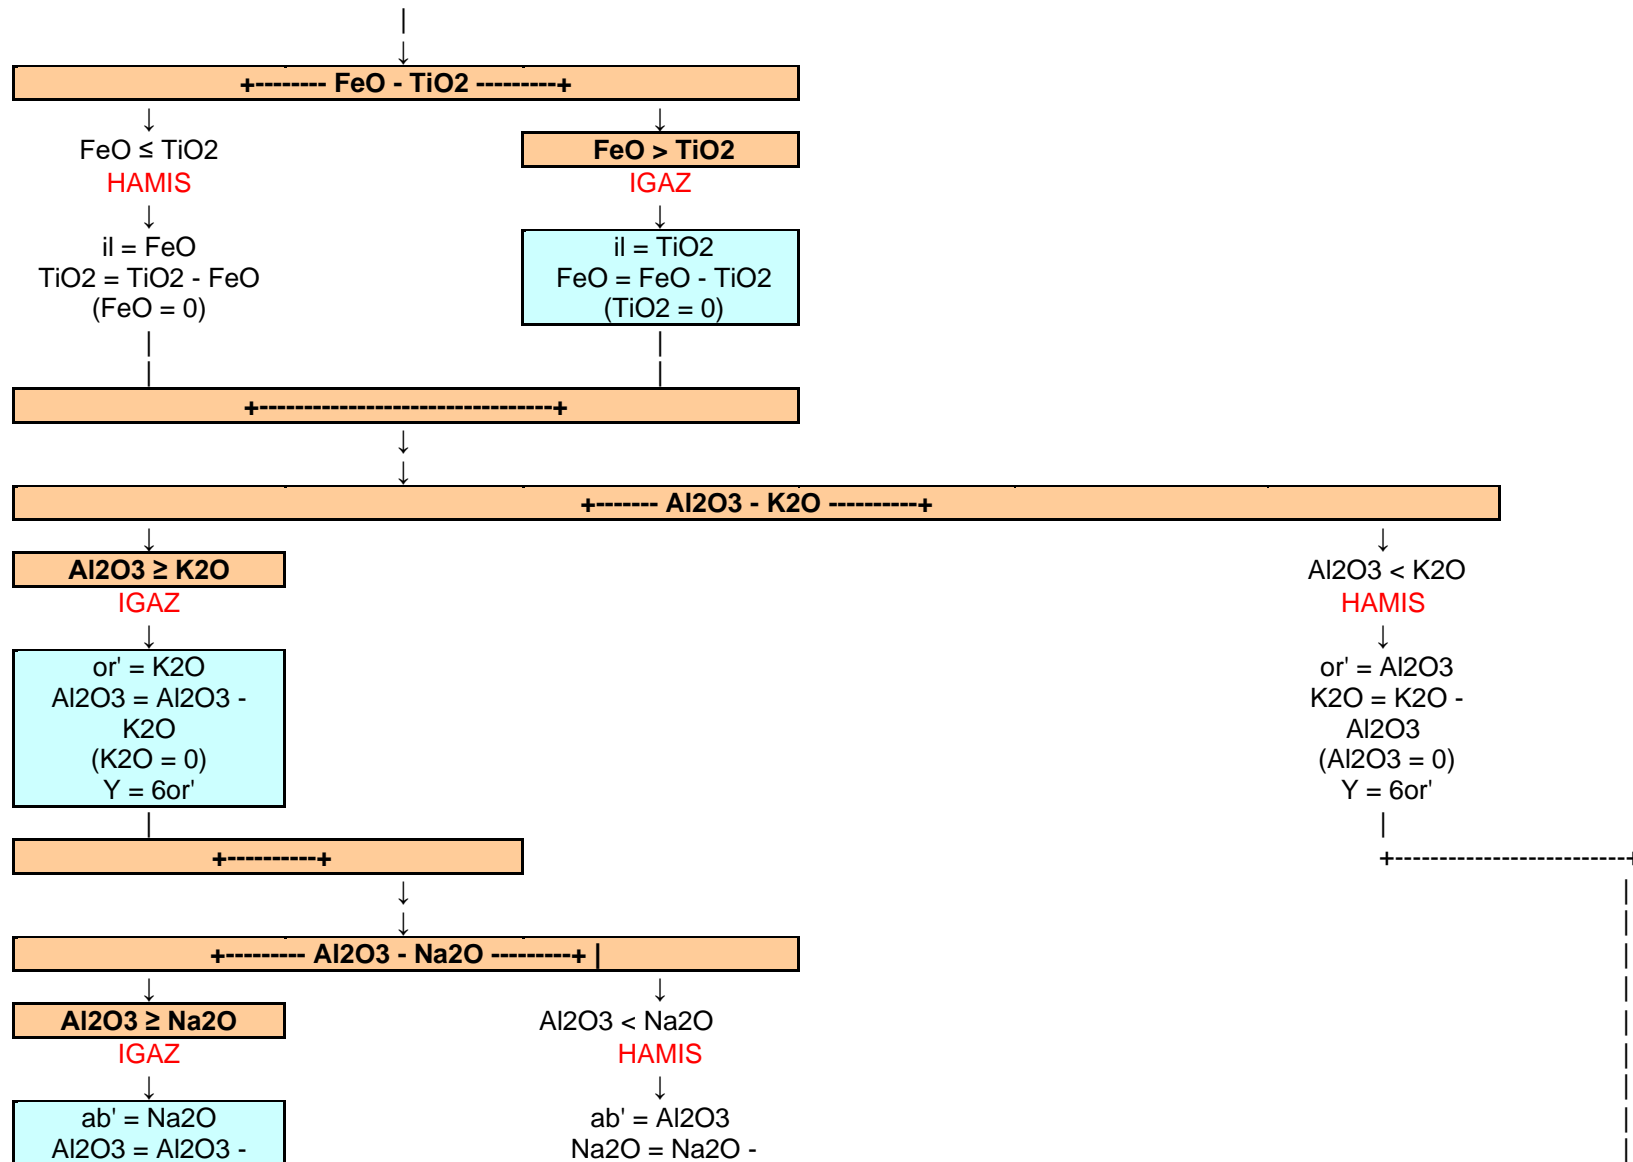 |
↓
+-------- FeO - TiO2 ---------+
↓ ↓
FeO ≤ TiO2 FeO > TiO2
HAMIS IGAZ
↓ ↓
il = FeO il = TiO2
TiO2 = TiO2 - FeO FeO = FeO - TiO2
(FeO = 0) (TiO2 = 0)
| |
| |
+---------------------------------+
↓
↓
+------- Al2O3 - K2O ----------+
↓ ↓
Al2O3 ≥ K2O Al2O3 < K2O
IGAZ HAMIS
↓ ↓
or' = K2O or' = Al2O3
Al2O3 = Al2O3 - K2O = K2O -
K2O Al2O3
(K2O = 0) (Al2O3 = 0)
Y = 6or' Y = 6or'
| |
+----------+ +---------------------------+
↓ |
↓ |
+--------- Al2O3 - Na2O ---------+ | |
↓ ↓ |
Al2O3 ≥ Na2O Al2O3 < Na2O |
IGAZ HAMIS |
↓ ↓ |
ab' = Na2O ab' = Al2O3 |
Al2O3 = Al2O3 - Na2O = Na2O - |